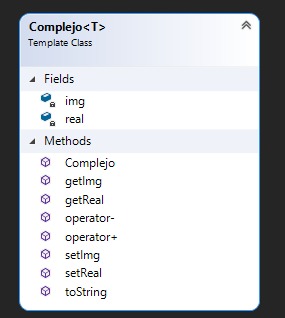 Complejo<T>
Template Class
Fields
img
real
Methods
Complejo
getImg
getReal
operator-
operator+
setImg
setReal
toString